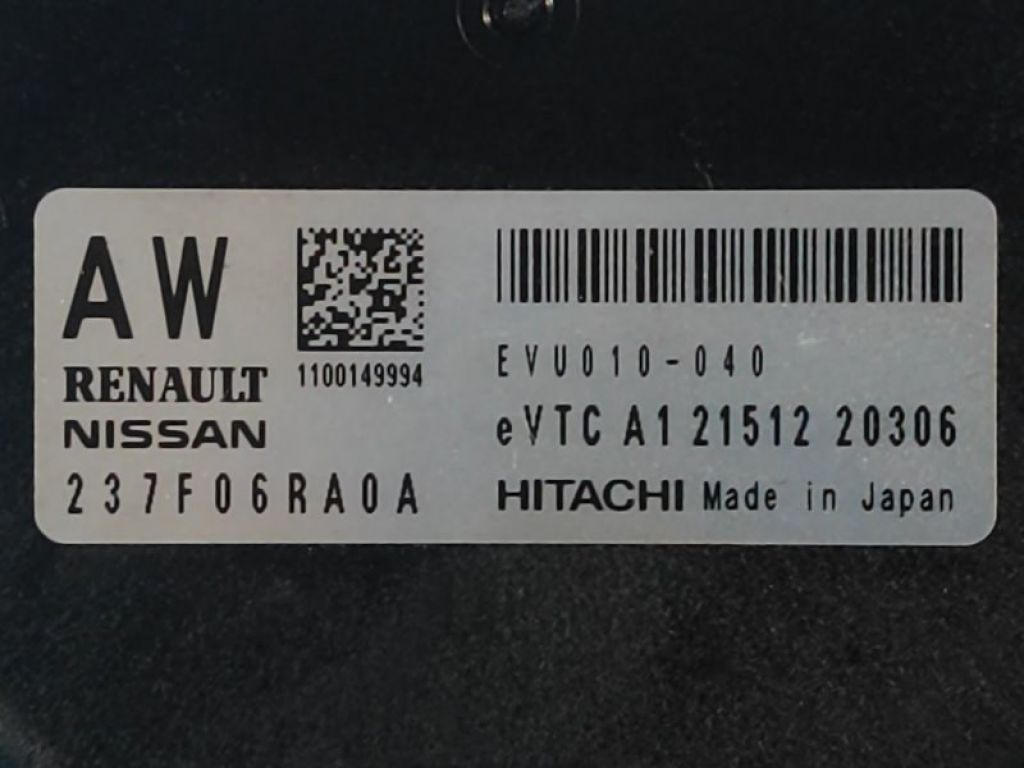 AW
1100149994
RENAULT
NISSAN
237F06RA0A
EVU010-040
eVTC A1 21512 20306
HITACHI Made in Japan